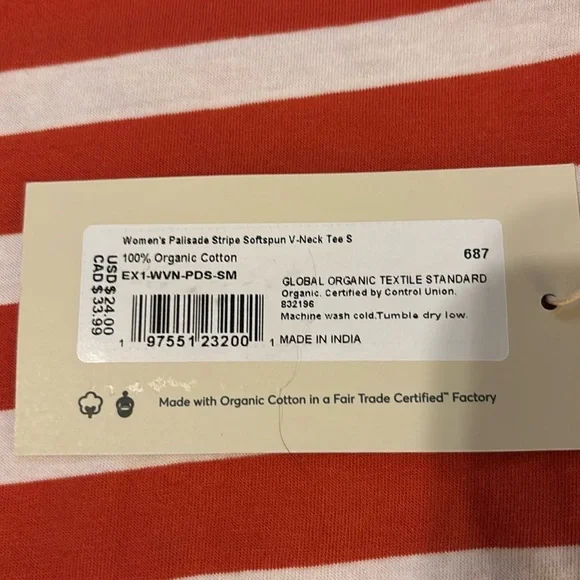 Women's Palisade Stripe Softspun V-Neck Tee S
100% Organic Cotton
687
EX1-WVN-PDS-SM
USD $24.00
CAD $33.99
GLOBAL ORGANIC TEXTILE STANDARD
Organic. Certified by Control Union.
832196
Machine wash cold.Tumble dry low.
1 97551 23200 1
MADE IN INDIA
Made with Organic Cotton in a Fair Trade Certified™ Factory